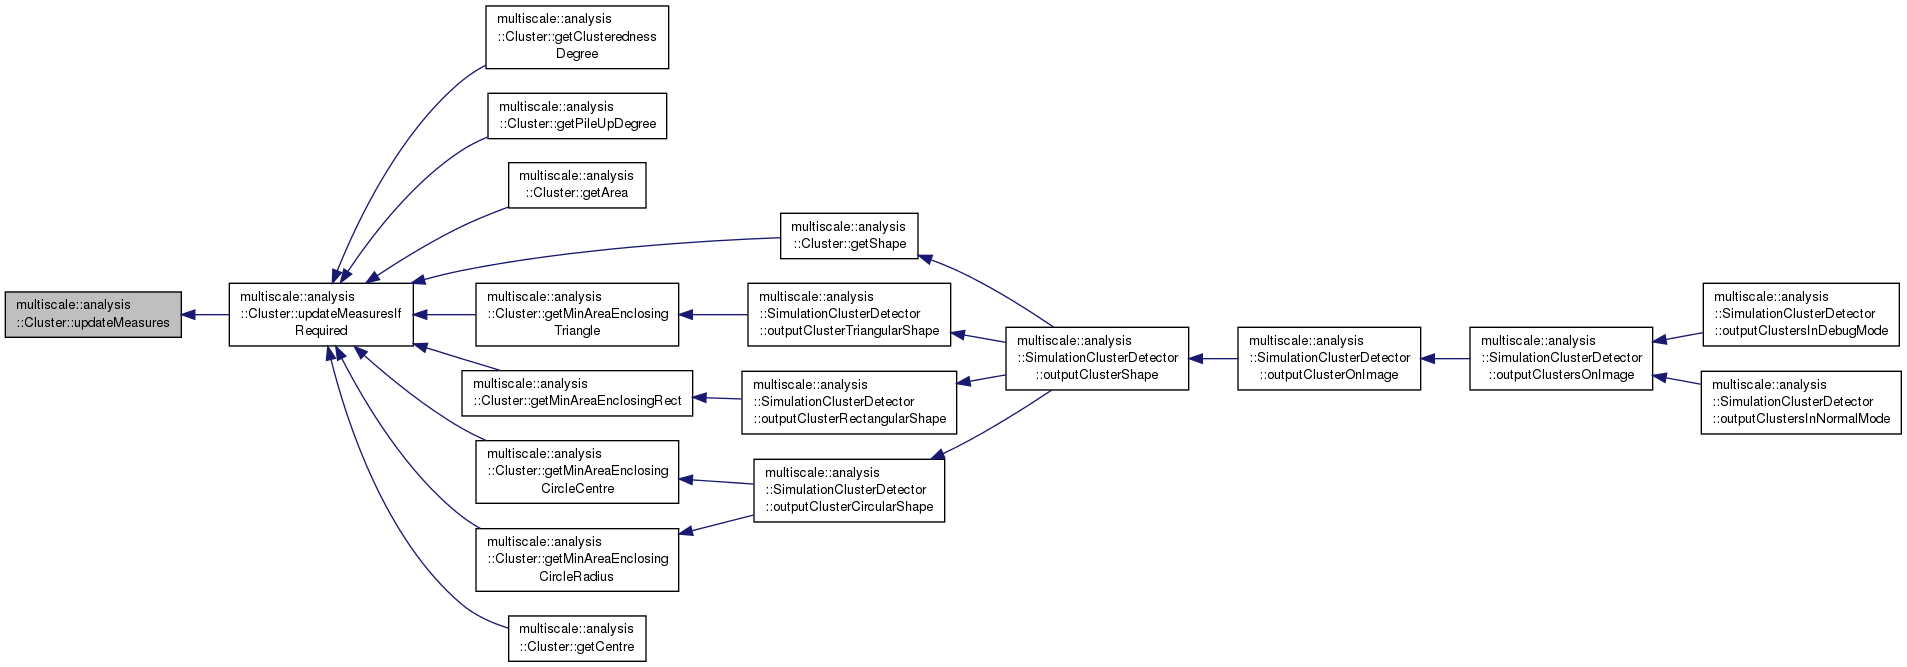 multiscale::analysis
::Cluster::updateMeasures
multiscale::analysis
::Cluster::updateMeasuresIf
Required
multiscale::analysis
::Cluster::getClusteredness
Degree
multiscale::analysis
::Cluster::getPileUpDegree
multiscale::analysis
::Cluster::getArea
multiscale::analysis
::Cluster::getShape
multiscale::analysis
::Cluster::getMinAreaEnclosing
Triangle
multiscale::analysis
::Cluster::getMinAreaEnclosingRect
multiscale::analysis
::Cluster::getMinAreaEnclosing
CircleCentre
multiscale::analysis
::Cluster::getMinAreaEnclosing
CircleRadius
multiscale::analysis
::Cluster::getCentre
multiscale::analysis
::SimulationClusterDetector
::outputClusterTriangularShape
multiscale::analysis
::SimulationClusterDetector
::outputClusterRectangularShape
multiscale::analysis
::SimulationClusterDetector
::outputClusterCircularShape
multiscale::analysis
::SimulationClusterDetector
::outputClusterShape
multiscale::analysis
::SimulationClusterDetector
::outputClusterOnImage
multiscale::analysis
::SimulationClusterDetector
::outputClustersOnImage
multiscale::analysis
::SimulationClusterDetector
::outputClustersInDebugMode
multiscale::analysis
::SimulationClusterDetector
::outputClustersInNormalMode